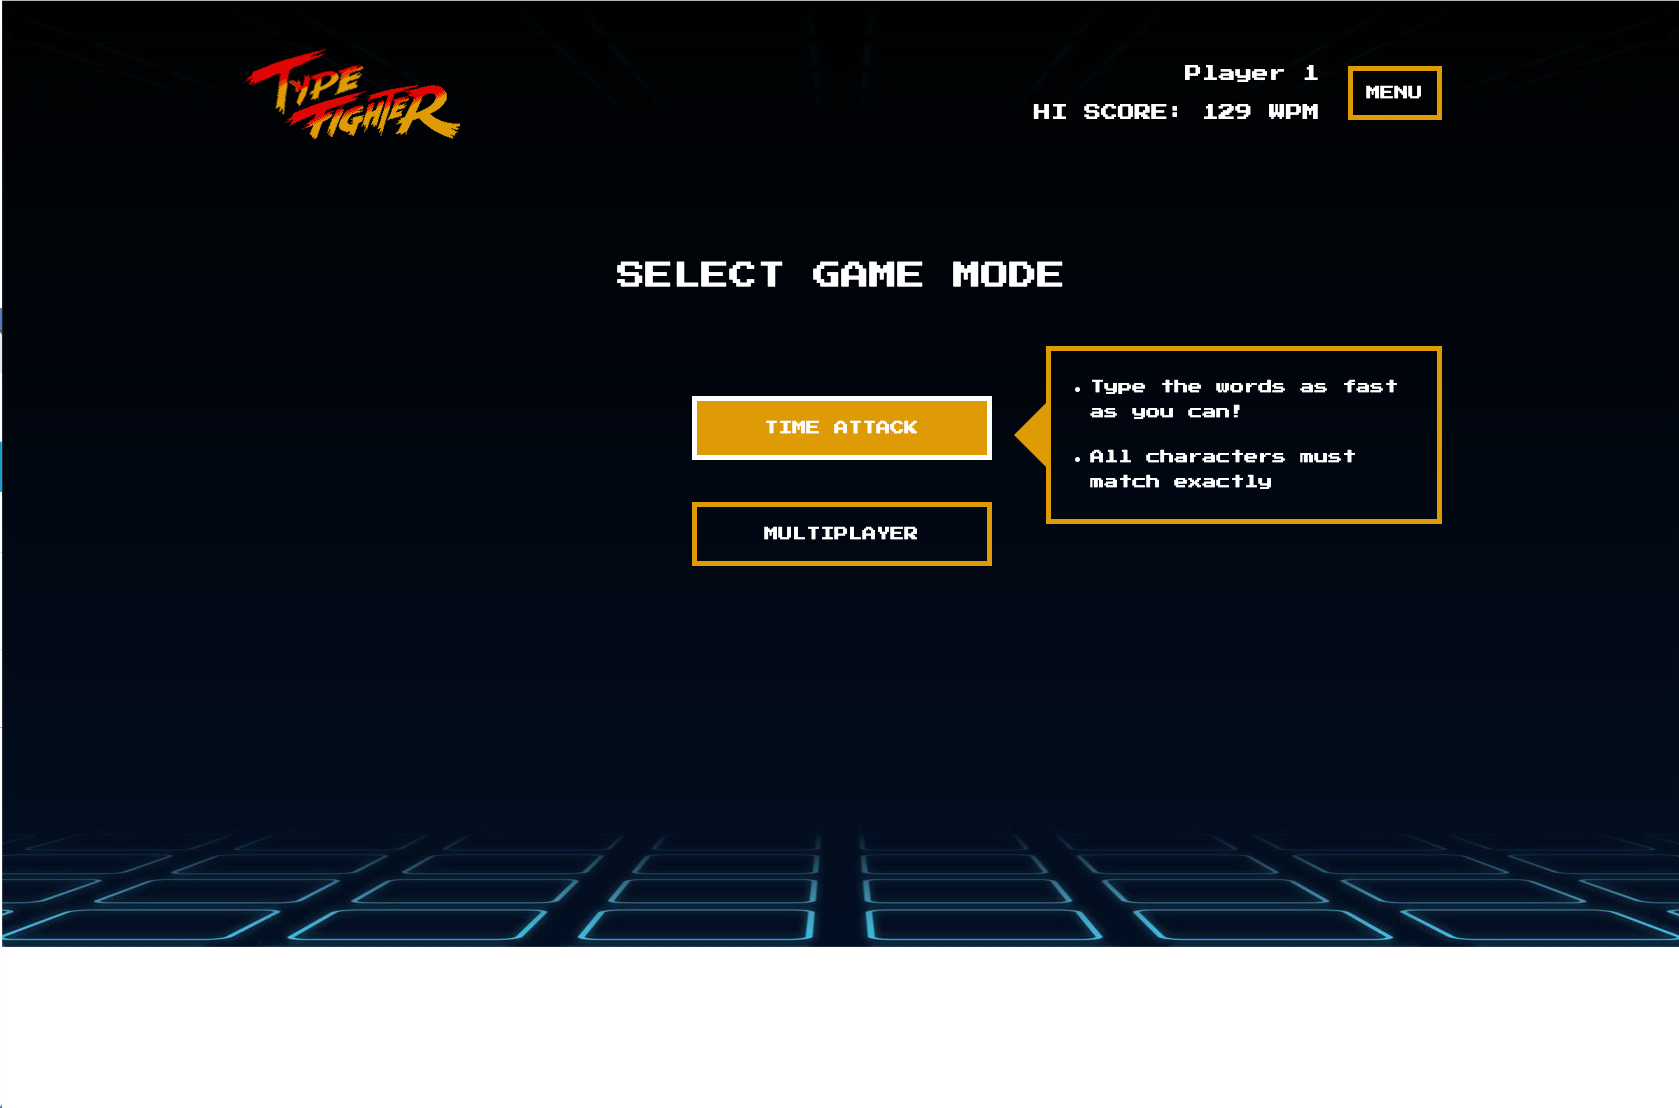 TYPE
FIGHTER
Player 1
HI SCORE: 129 WPM
MENU
SELECT GAME MODE
TIME ATTACK
• Type the words as fast
as you can!
• All characters must
match exactly
MULTIPLAYER